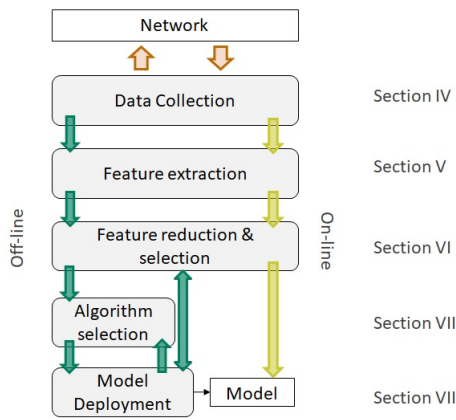 Network
Data Collection
Section IV
Feature extraction
Section V
Off-line
Feature reduction &
selection
On-line
Section VI
Algorithm
selection
Section VII
Model
Deployment
Model
Section VII